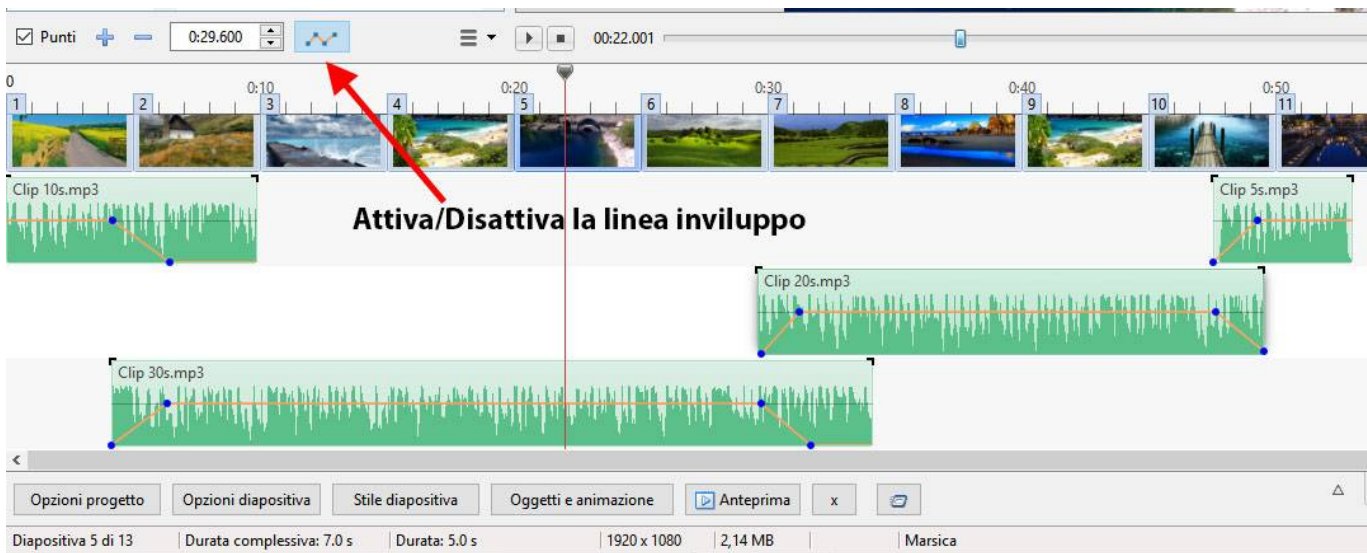 Punti
0:29.600
00:22.001
0
0:10
0:20
0:30
0:40
0:50
1 2 3 4 5 6 7 8 9 10 11
Clip 10s.mp3
Clip 5s.mp3
Attiva/Disattiva la linea inviluppo
Clip 20s.mp3
Clip 30s.mp3
Opzioni progetto Opzioni diapositiva Stile diapositiva Oggetti e animazione Anteprima x
Diapositiva 5 di 13 Durata complessiva: 7.0 s Durata: 5.0 s 1920 x 1080 2,14 MB Marsica